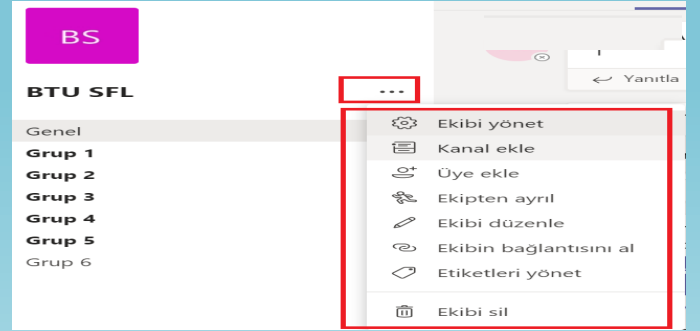 BS
BTU SFL
...
Genel
Grup 1
Grup 2
Grup 3
Grup 4
Grup 5
Grup 6
Yanıtla
Ekibi yönet
Kanal ekle
Üye ekle
Ekipten ayrıl
Ekibi düzenle
Ekibin bağlantısını al
Etiketleri yönet
Ekibi sil